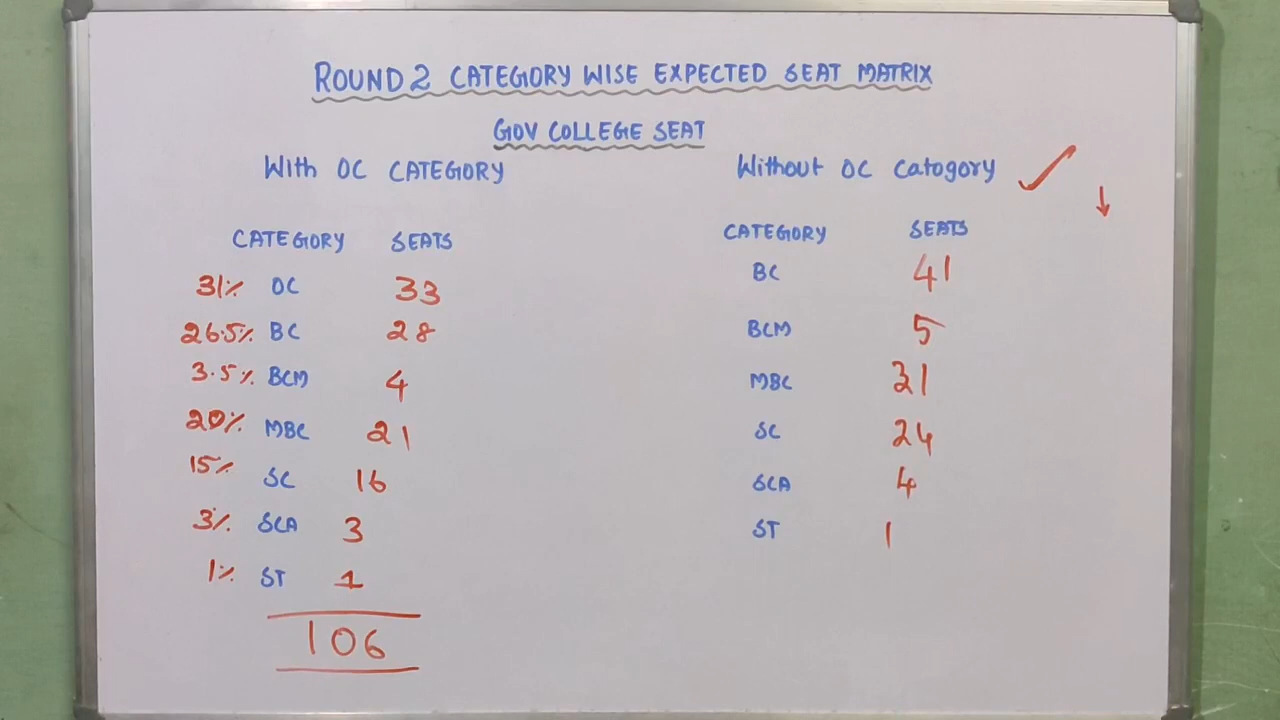 ROUND 2 CATEGORY WISE EXPECTED SEAT MATRIX
GOV COLLEGE SEAT
With OC CATEGORY
CATEGORY SEATS
31% OC 33
26.5% BC 28
3.5% BCM 4
20% MBC 21
15% SC 16
3% SCA 3
1% ST 1
106
Without OC Catogory
CATEGORY SEATS
BC 41
BCM 5
MBC 31
SC 24
SCA 4
ST 1